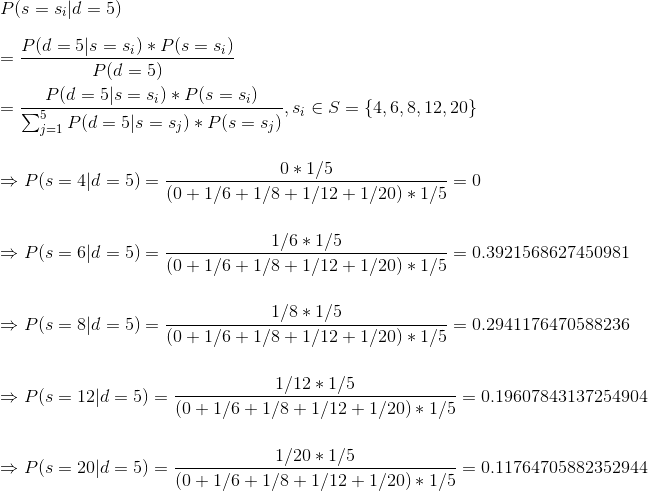 P(s = s_i|d = 5)
= \frac{P(d = 5|s = s_i) * P(s = s_i)}{P(d = 5)}
= \frac{P(d = 5|s = s_i) * P(s = s_i)}{\sum_{j=1}^{5} P(d = 5|s = s_j) * P(s = s_j)}, s_i ∈ S = {4, 6, 8, 12, 20}
⇒ P(s = 4|d = 5) = \frac{0 * 1/5}{(0 + 1/6 + 1/8 + 1/12 + 1/20) * 1/5} = 0
⇒ P(s = 6|d = 5) = \frac{1/6 * 1/5}{(0 + 1/6 + 1/8 + 1/12 + 1/20) * 1/5} = 0.3921568627450981
⇒ P(s = 8|d = 5) = \frac{1/8 * 1/5}{(0 + 1/6 + 1/8 + 1/12 + 1/20) * 1/5} = 0.2941176470588236
⇒ P(s = 12|d = 5) = \frac{1/12 * 1/5}{(0 + 1/6 + 1/8 + 1/12 + 1/20) * 1/5} = 0.19607843137254904
⇒ P(s = 20|d = 5) = \frac{1/20 * 1/5}{(0 + 1/6 + 1/8 + 1/12 + 1/20) * 1/5} = 0.11764705882352944